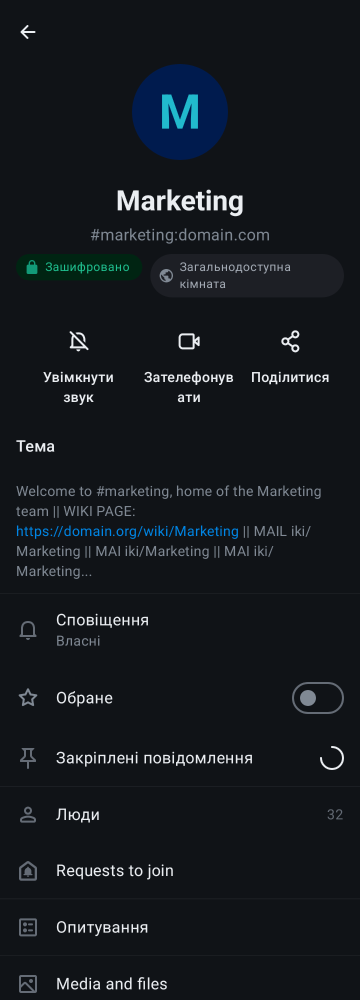 M
Marketing
#marketing:domain.com
Зашифровано
Загальнодоступна
кімната
Увімкнути
звук
Зателефонув
ати
Поділитися
Тема
Welcome to #marketing, home of the Marketing
team || WIKI PAGE:
https://domain.org/wiki/Marketing || MAIL iki/
Marketing || MAI iki/Marketing || MAI iki/
Marketing...
Сповіщення
Власні
Обране
Закріплені повідомлення
Люди
32
Requests to join
Опитування
Media and files